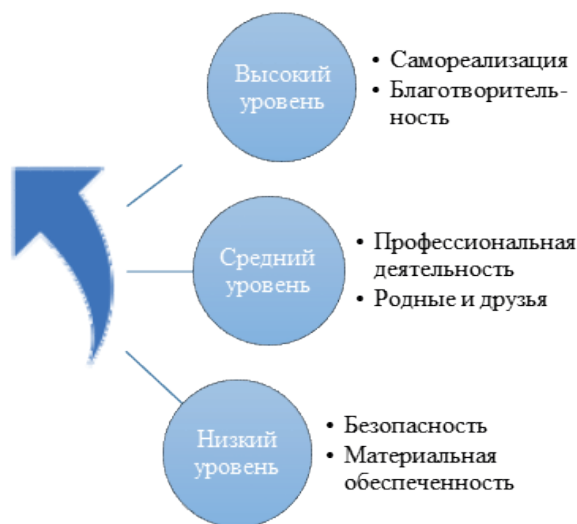 Высокий
уровень
• Самореализация
• Благотворитель-
ность
Средний
уровень
• Профессиональная
деятельность
• Родные и друзья
Низкий
уровень
• Безопасность
• Материальная
обеспеченность